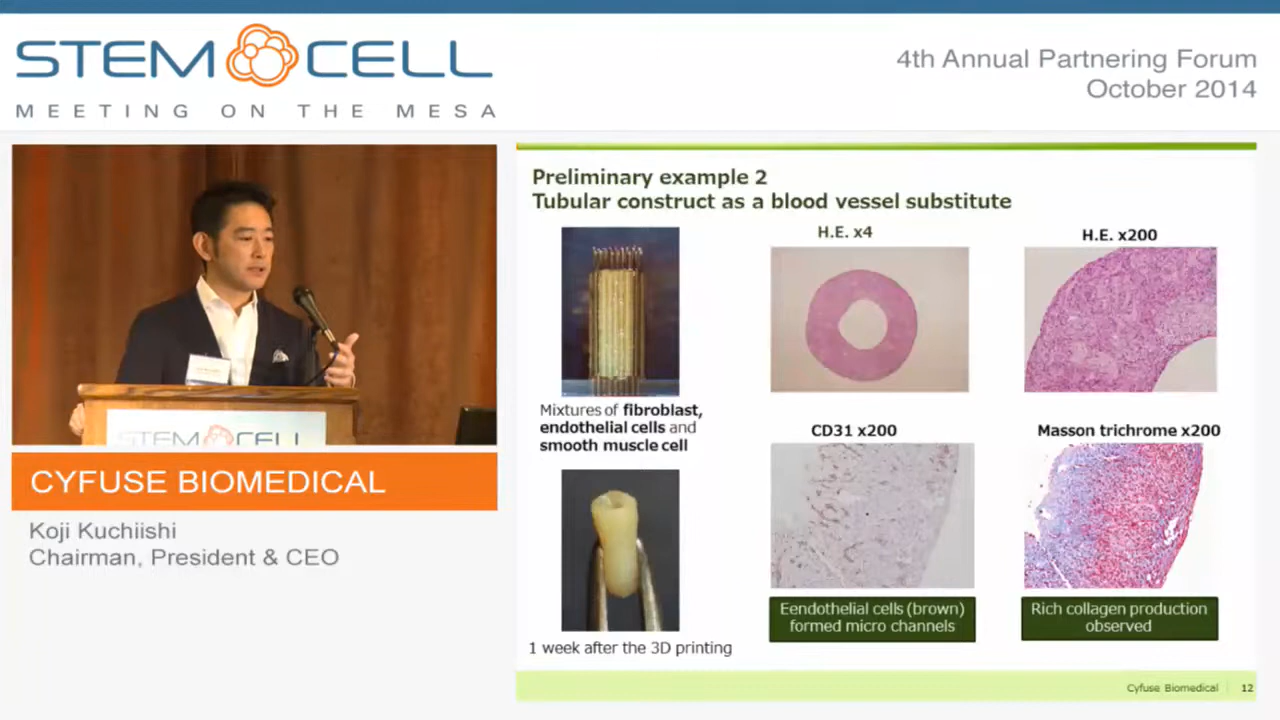 STEM CELL
MEETING ON THE MESA
4th Annual Partnering Forum
October 2014
STEM CELL
CYFUSE BIOMEDICAL
Koji Kuchiishi
Chairman, President & CEO
Preliminary example 2
Tubular construct as a blood vessel substitute
H.E. x4
H.E. x200
Mixtures of fibroblast,
endothelial cells and
smooth muscle cell
CD31 x200
Masson trichrome x200
Eendothelial cells (brown)
formed micro channels
Rich collagen production
observed
1 week after the 3D printing
Cyfuse Biomedical
12